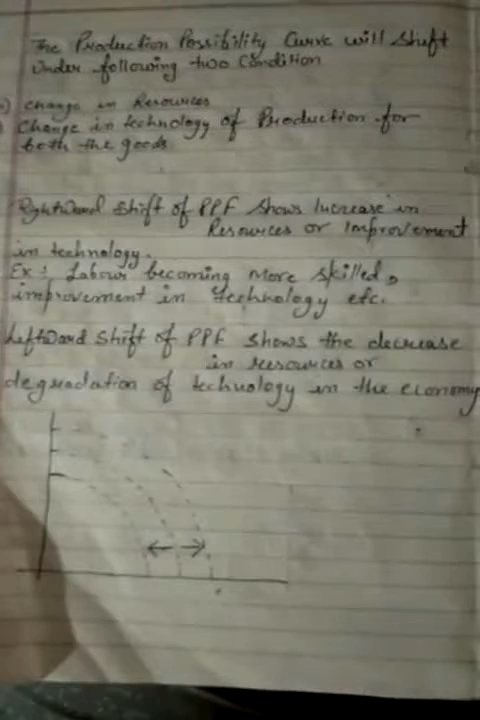 The Production Possibility Curve will Shift
Under following two Condition
Change in Resources
Change in technology of Production for
both the goods
RightWard Shift of PPF Shows Increase in
Resources or Improvement
in technology.
Ex: Labour becoming More Skilled,
improvement in technology etc.
LeftWard Shift of PPF Shows the decrease
in resources or
degradation of technology in the economy